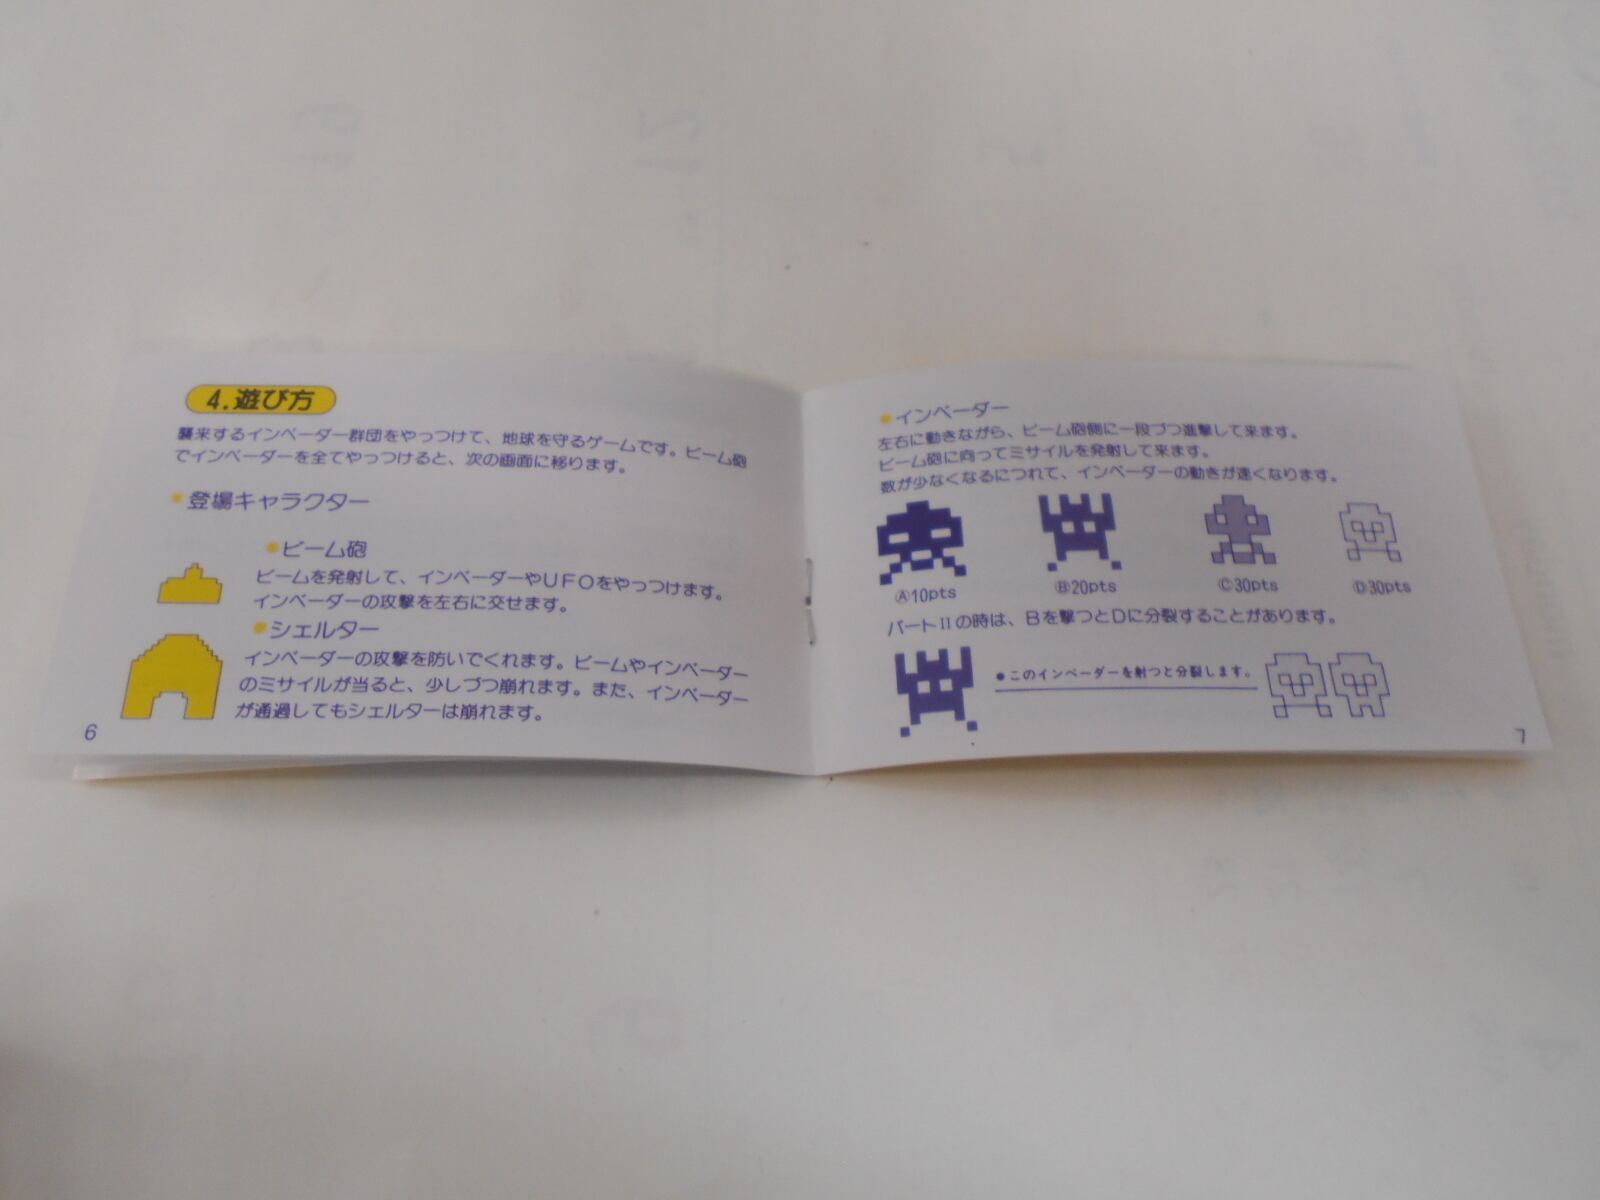 4.遊び方
襲来するインベーダー群団をやっつけて、地球を守るゲームです。ビーム砲
でインベーダーを全てやっつけると、次の画面に移ります。
●登場キャラクター
●ビーム砲
ビームを発射して、インベーダーやUFOをやっつけます。
インベーダーの攻撃を左右に交せます。
●シェルター
インベーダーの攻撃を防いでくれます。ビームやインベーダー
のミサイルが当ると、少しづつ崩れます。また、インベーダー
が通過してもシェルターは崩れます。
6
●インベーダー
左右に動きながら、ビーム砲側に一段づつ進撃して来ます。
ビーム砲に向ってミサイルを発射して来ます。
数が少なくなるにつれて、インベーダーの動きが速くなります。
Ⓐ10pts Ⓑ20pts Ⓒ30pts Ⓓ30pts
パートⅡの時は、Bを撃つとDに分裂することがあります。
●このインベーダーを射つと分裂します。
7